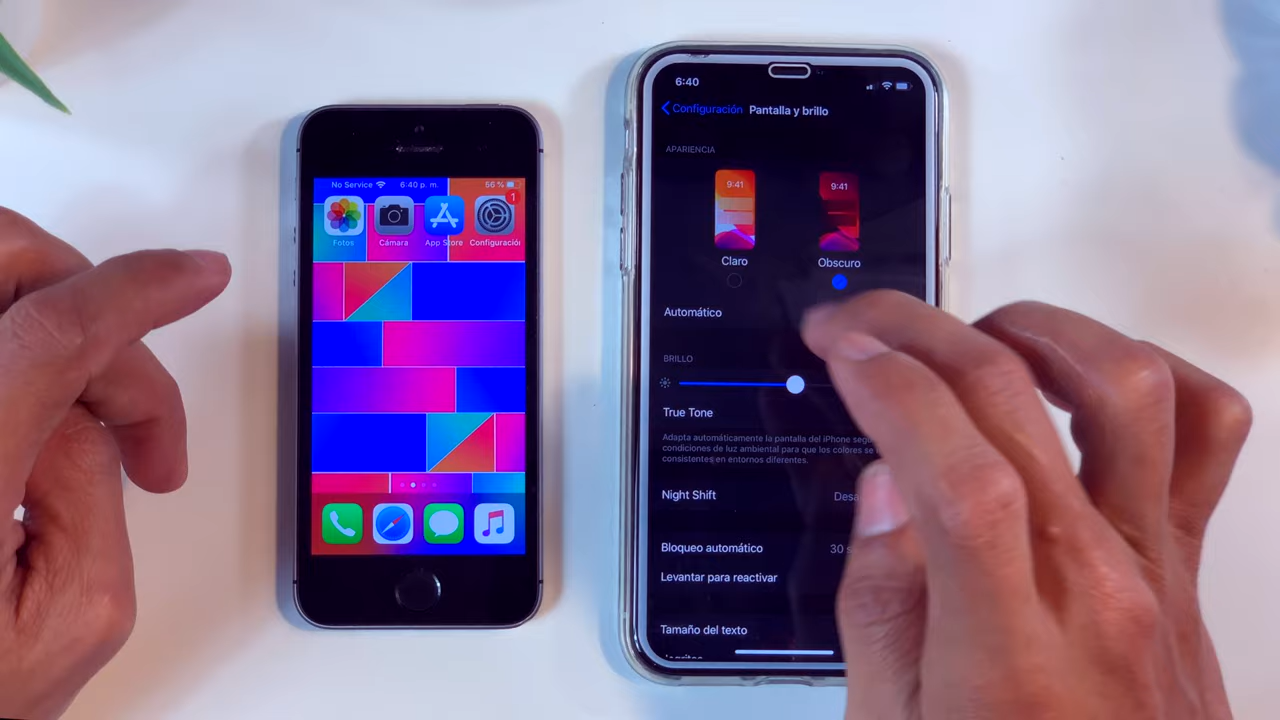 No Service 6:40 p. m. 56 %
1
Fotos Cámara App Store Configuración
6:40
Configuración Pantalla y brillo
APARIENCIA
9:41 9:41
Claro Obscuro
Automático
BRILLO
True Tone
Adapta automáticamente la pantalla del iPhone
condiciones de luz ambiental para que los colores se
consistentes en entornos diferentes.
Night Shift
Bloqueo automático 30
Levantar para reactivar
Tamaño del texto